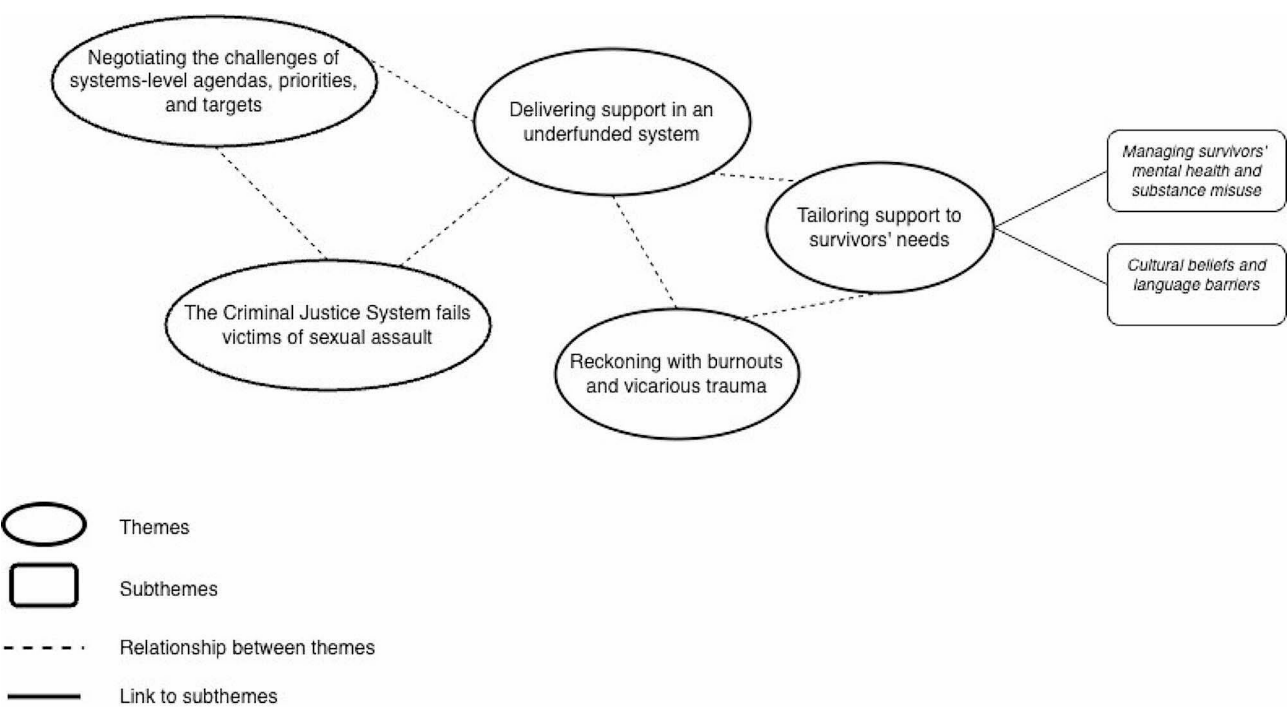 Negotiating the challenges of
systems-level agendas, priorities,
and targets
Delivering support in an
underfunded system
Managing survivors'
mental health and
substance misuse
Tailoring support to
survivors' needs
Cultural beliefs and
language barriers
The Criminal Justice System fails
victims of sexual assault
Reckoning with burnouts
and vicarious trauma
Themes
Subthemes
Relationship between themes
Link to subthemes